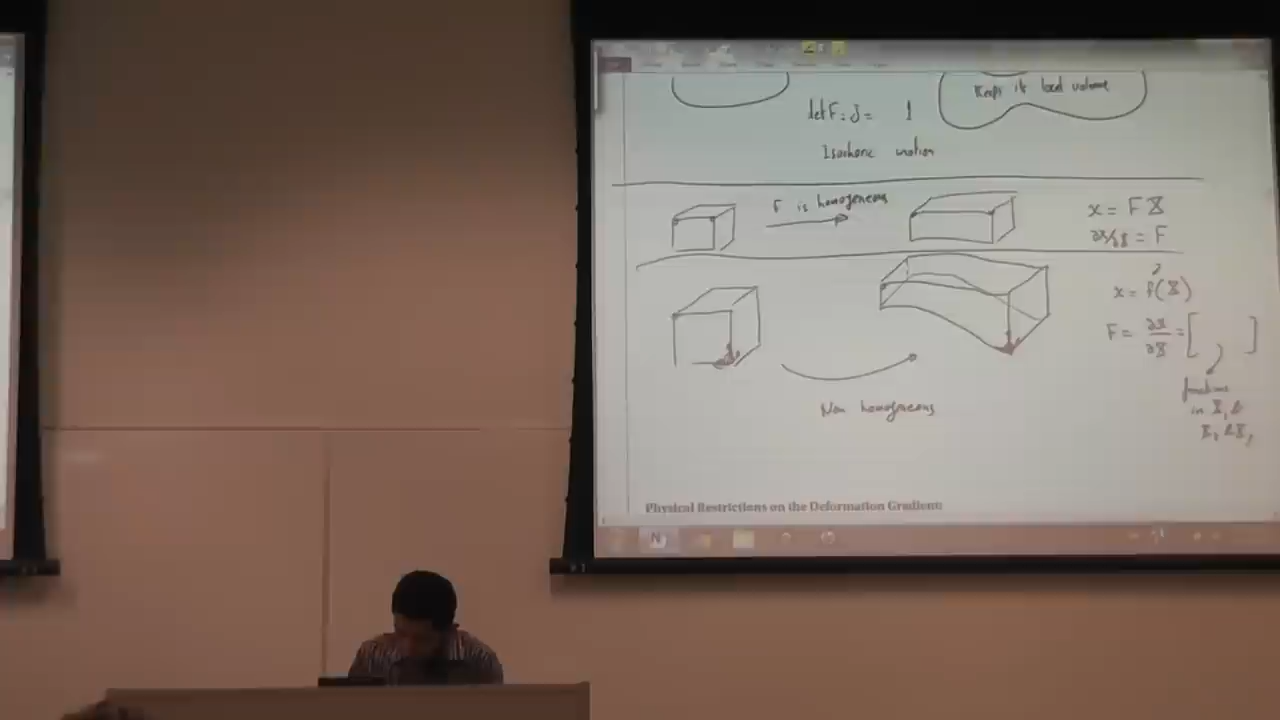 Keeps its local volume
det F = J = 1
Isochoric motion
F is homogeneous
x = F X
∂x/∂X = F
x = f(X)
F = ∂x/∂X = [ ]
functions
in X₁ &
X₂ & X₃
Non homogeneous
Physical Restrictions on the Deformation Gradient:
N